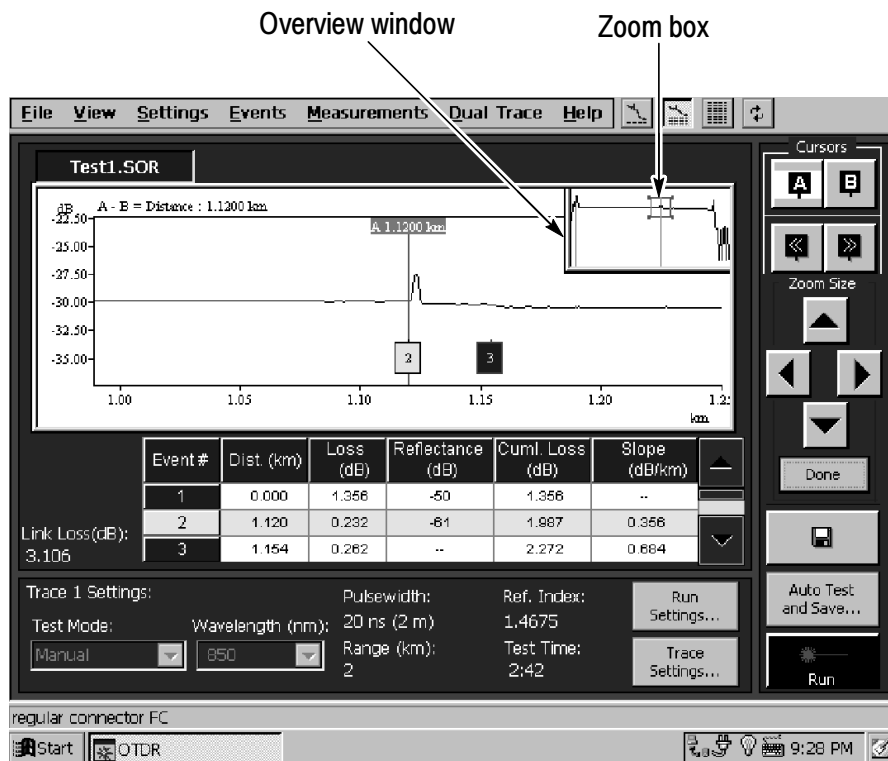 Overview window
Zoom box
File View Settings Events Measurements Dual Trace Help
Test1.SOR
Cursors
A B
dB
A - B = Distance : 1.1200 km
A 1.1200 km
-22.50
-25.00
-27.50
-30.00
-32.50
-35.00
2
3
1.00 1.05 1.10 1.15 1.20
km
Zoom Size
Done
Event # Dist. (km) Loss (dB) Reflectance (dB) Cuml. Loss (dB) Slope (dB/km)
1 0.000 1.356 -50 1.356 --
2 1.120 0.232 -61 1.987 0.356
3 1.154 0.262 -- 2.272 0.684
Link Loss(dB):
3.106
Trace 1 Settings:
Test Mode:
Manual
Wavelength (nm):
850
Pulsewidth:
20 ns (2 m)
Range (km):
2
Ref. Index:
1.4675
Test Time:
2:42
Run
Settings...
Trace
Settings...
Auto Test
and Save...
Run
regular connector FC
Start
OTDR
9:28 PM